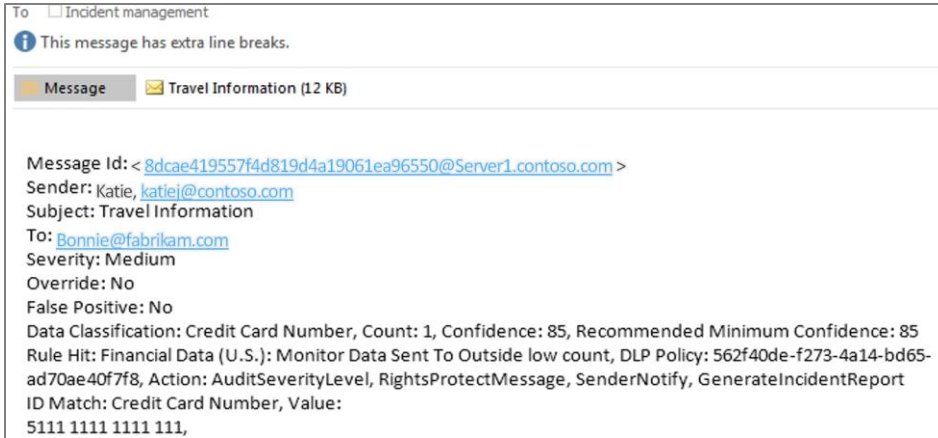 To Incident management
This message has extra line breaks.
Message Travel Information (12 KB)
Message Id: < 8dcae419557f4d819d4a19061ea96550@Server1.contoso.com >
Sender: Katie, katiej@contoso.com
Subject: Travel Information
To: Bonnie@fabrikam.com
Severity: Medium
Override: No
False Positive: No
Data Classification: Credit Card Number, Count: 1, Confidence: 85, Recommended Minimum Confidence: 85
Rule Hit: Financial Data (U.S.): Monitor Data Sent To Outside low count, DLP Policy: 562f40de-f273-4a14-bd65-
ad70ae40f7f8, Action: AuditSeverityLevel, RightsProtectMessage, SenderNotify, GenerateIncidentReport
ID Match: Credit Card Number, Value:
5111 1111 1111 111,